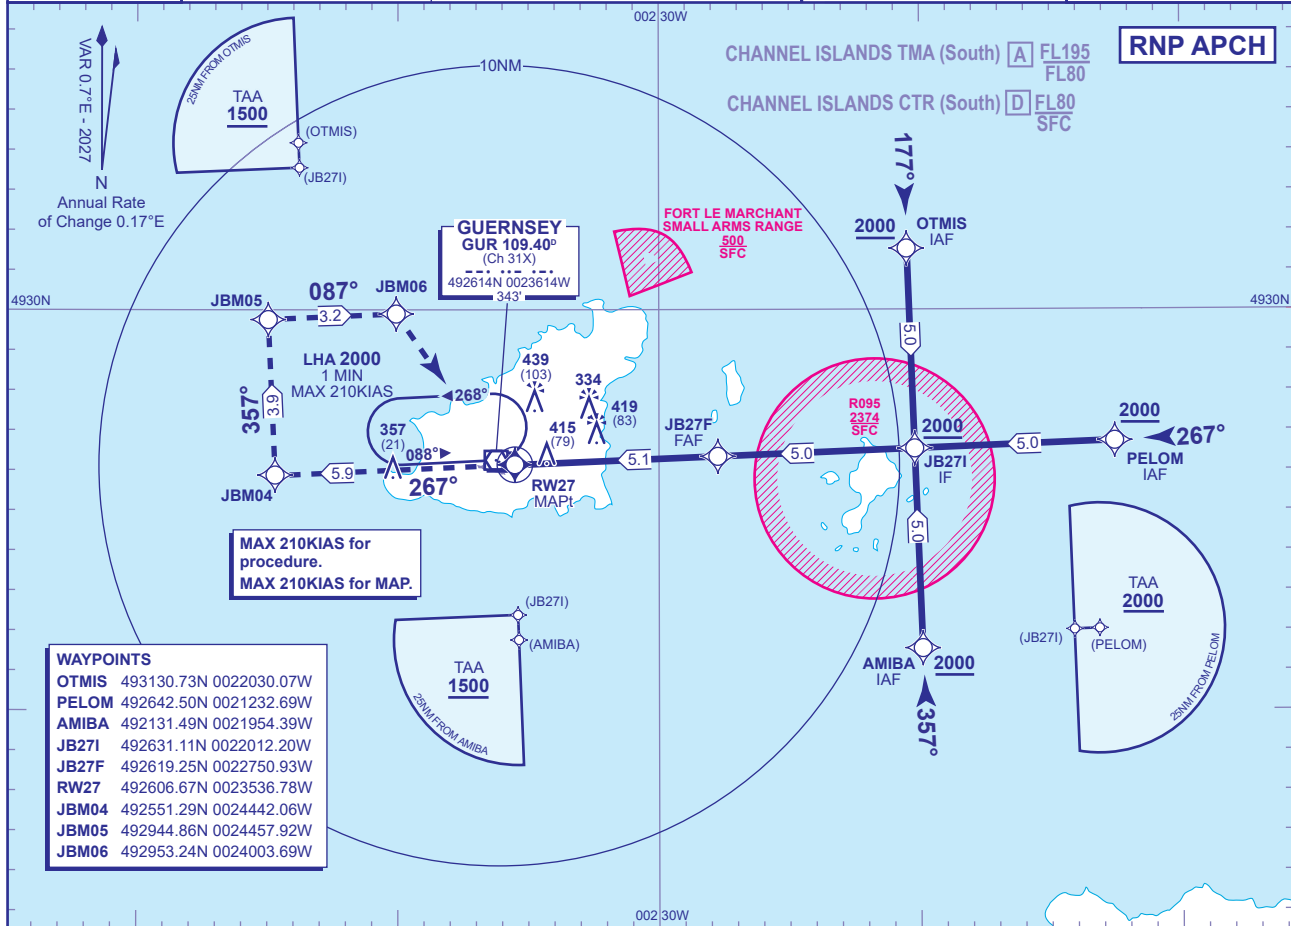 002 30W
RNP APCH
CHANNEL ISLANDS TMA (South) A FL195
FL80
CHANNEL ISLANDS CTR (South) D FL80
SFC
VAR 0.7°E - 2027
N
Annual Rate
of Change 0.17°E
25NM FROM OTMIS
TAA
1500
(OTMIS)
(JB27I)
10NM
177°
2000
OTMIS
IAF
FORT LE MARCHANT
SMALL ARMS RANGE
500
SFC
GUERNSEY
GUR 109.40ᴰ
(Ch 31X)
492614N 0023614W
343'
4930N
4930N
JBM05
087°
JBM06
3.2
5.0
LHA 2000
1 MIN
MAX 210KIAS
357°
3.9
268°
439
(103)
334
419
(83)
R095
2374
SFC
357
(21)
088°
415
(79)
JB27F
FAF
2000
2000
5.9
267°
5.1
5.0
5.0
267°
JBM04
RW27
MAPt
JB27I
IF
PELOM
IAF
5.0
MAX 210KIAS for
procedure.
MAX 210KIAS for MAP.
(JB27I)
(AMIBA)
TAA
1500
25NM FROM AMIBA
TAA
2000
(JB27I)
(PELOM)
25NM FROM PELOM
AMIBA
IAF
2000
357°
WAYPOINTS
OTMIS 493130.73N 0022030.07W
PELOM 492642.50N 0021232.69W
AMIBA 492131.49N 0021954.39W
JB27I 492631.11N 0022012.20W
JB27F 492619.25N 0022750.93W
RW27 492606.67N 0023536.78W
JBM04 492551.29N 0024442.06W
JBM05 492944.86N 0024457.92W
JBM06 492953.24N 0024003.69W
002 30W